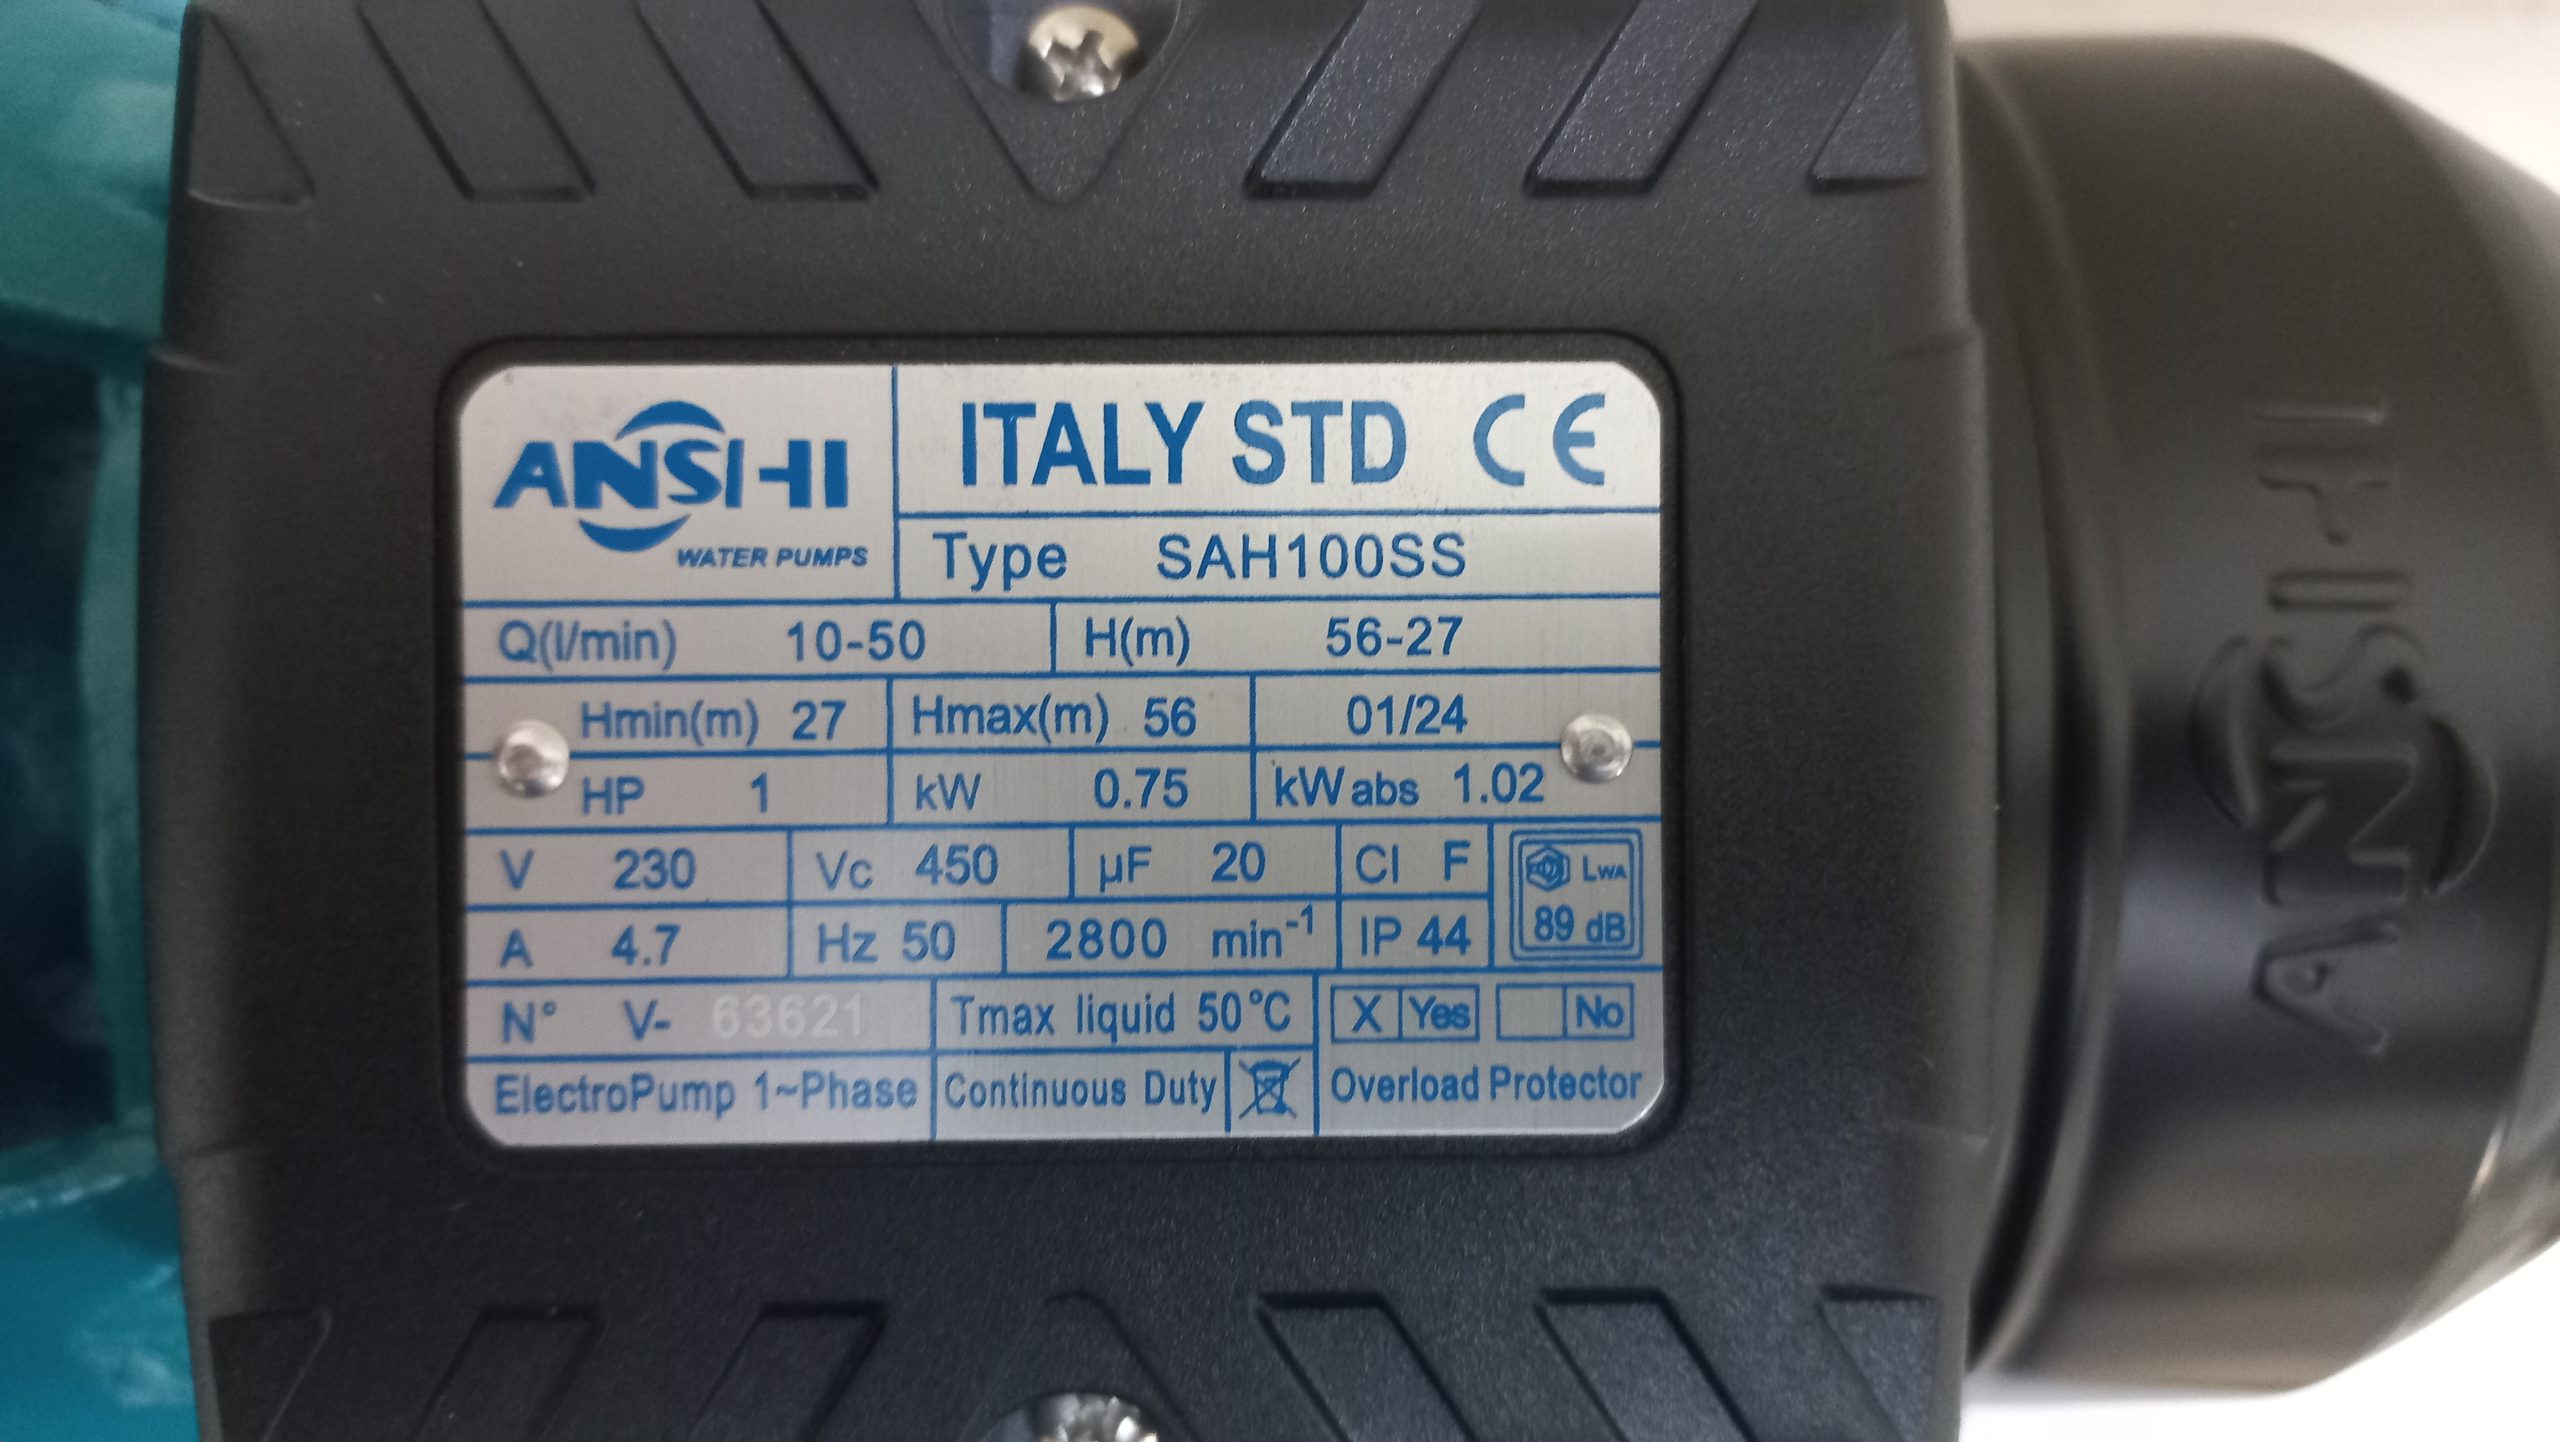 ANSHI
WATER PUMPS
ITALY STD CE
Type SAH100SS
Q(l/min) 10-50 H(m) 56-27
Hmin(m) 27 Hmax(m) 56 01/24
HP 1 kW 0.75 kWabs 1.02
V 230 Vc 450 µF 20 Cl F
LWA
89 dB
A 4.7 Hz 50 2800 min⁻¹ IP 44
N° V- 63621 Tmax liquid 50°C X Yes No
ElectroPump 1~Phase Continuous Duty Overload Protector
ANSHI